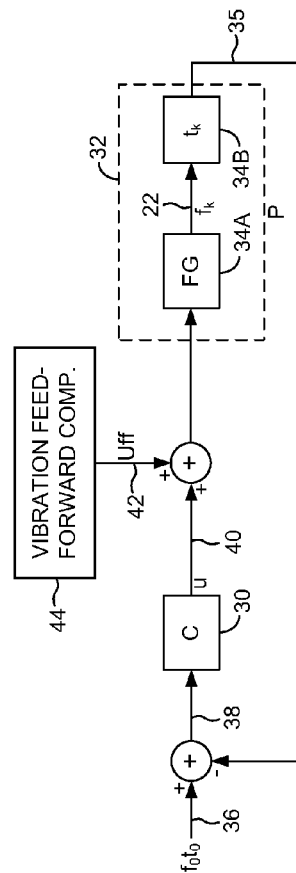 44
VIBRATION FEED-
FORWARD COMP.
Uff
42
+
+
+
32
22
FG
fₖ
tₖ
34A
34B
P
35
f₀t₀
36
+
+
-
38
C
30
u
40